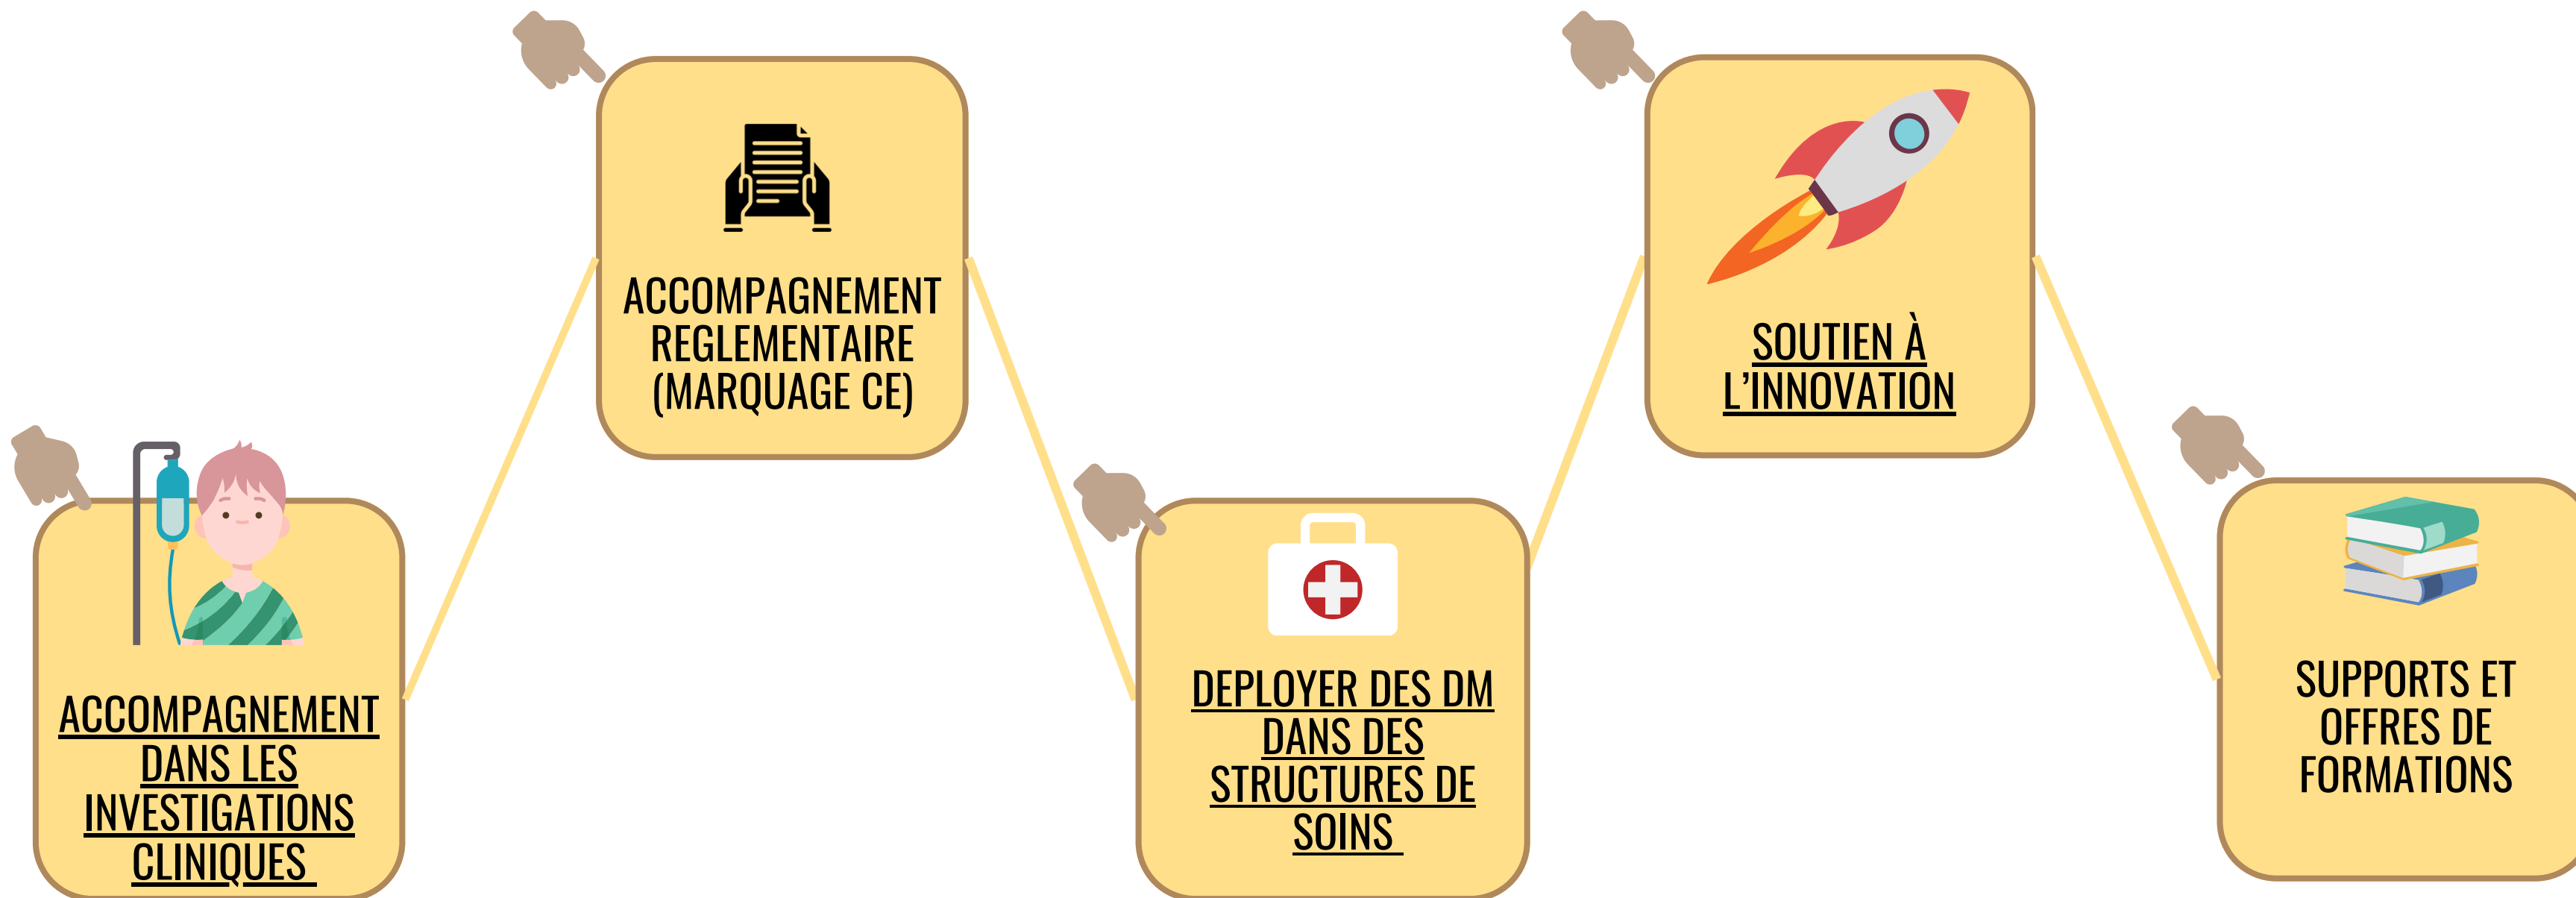 ACCOMPAGNEMENT
DANS LES
INVESTIGATIONS
CLINIQUES
ACCOMPAGNEMENT
REGLEMENTAIRE
(MARQUAGE CE)
DEPLOYER DES DM
DANS DES
STRUCTURES DE
SOINS
SOUTIEN À
L’INNOVATION
SUPPORTS ET
OFFRES DE
FORMATIONS